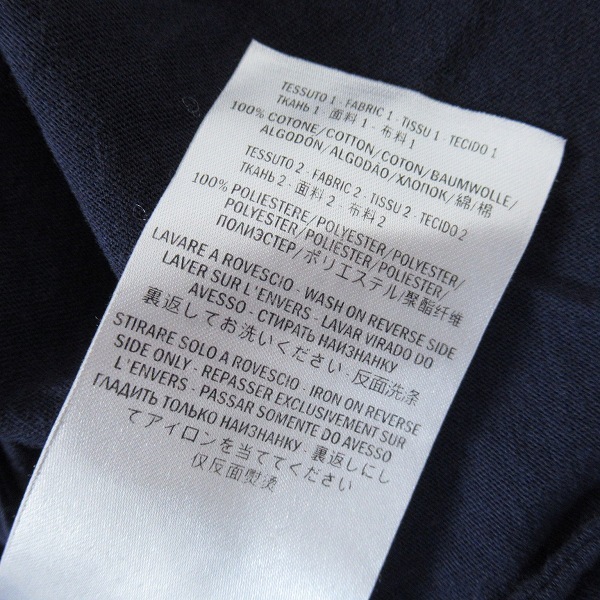 TESSUTO 1 · FABRIC 1 · TISSU 1 · TECIDO 1
ТКАНЬ 1 · 面料 1 · 布料 1
100% COTONE/COTTON/COTON/BAUMWOLLE/
ALGODÓN/ALGODÃO/ХЛОПОК/綿/棉
TESSUTO 2 · FABRIC 2 · TISSU 2 · TECIDO 2
ТКАНЬ 2 · 面料 2 · 布料 2
100% POLIESTERE/POLYESTER/POLYESTER/
POLYESTER/POLIÉSTER/POLIÉSTER/
ПОЛИЭСТЕР/ポリエステル/聚酯纤维
LAVARE A ROVESCIO · WASH ON REVERSE SIDE
LAVER SUR L'ENVERS · LAVAR VIRADO DO
AVESSO · СТИРАТЬ НАИЗНАНКУ
裏返してお洗いください · 反面洗涤
STIRARE SOLO A ROVESCIO · IRON ON REVERSE
SIDE ONLY · REPASSER EXCLUSIVEMENT SUR
L'ENVERS · PASSAR SOMENTE DO AVESSO
ГЛАДИТЬ ТОЛЬКО НАИЗНАНКУ · 裏返しにし
てアイロンを当ててください
仅反面熨烫